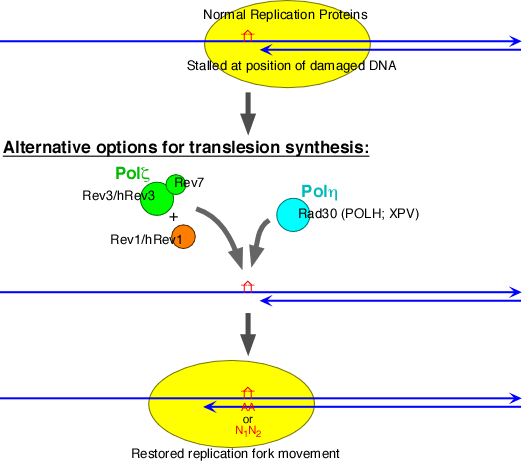 Normal Replication Proteins
Stalled at position of damaged DNA
Alternative options for translesion synthesis:
Polζ
Rev7
Rev3/hRev3
+
Rev1/hRev1
Polη
Rad30 (POLH; XPV)
AA
or
N₁N₂
Restored replication fork movement